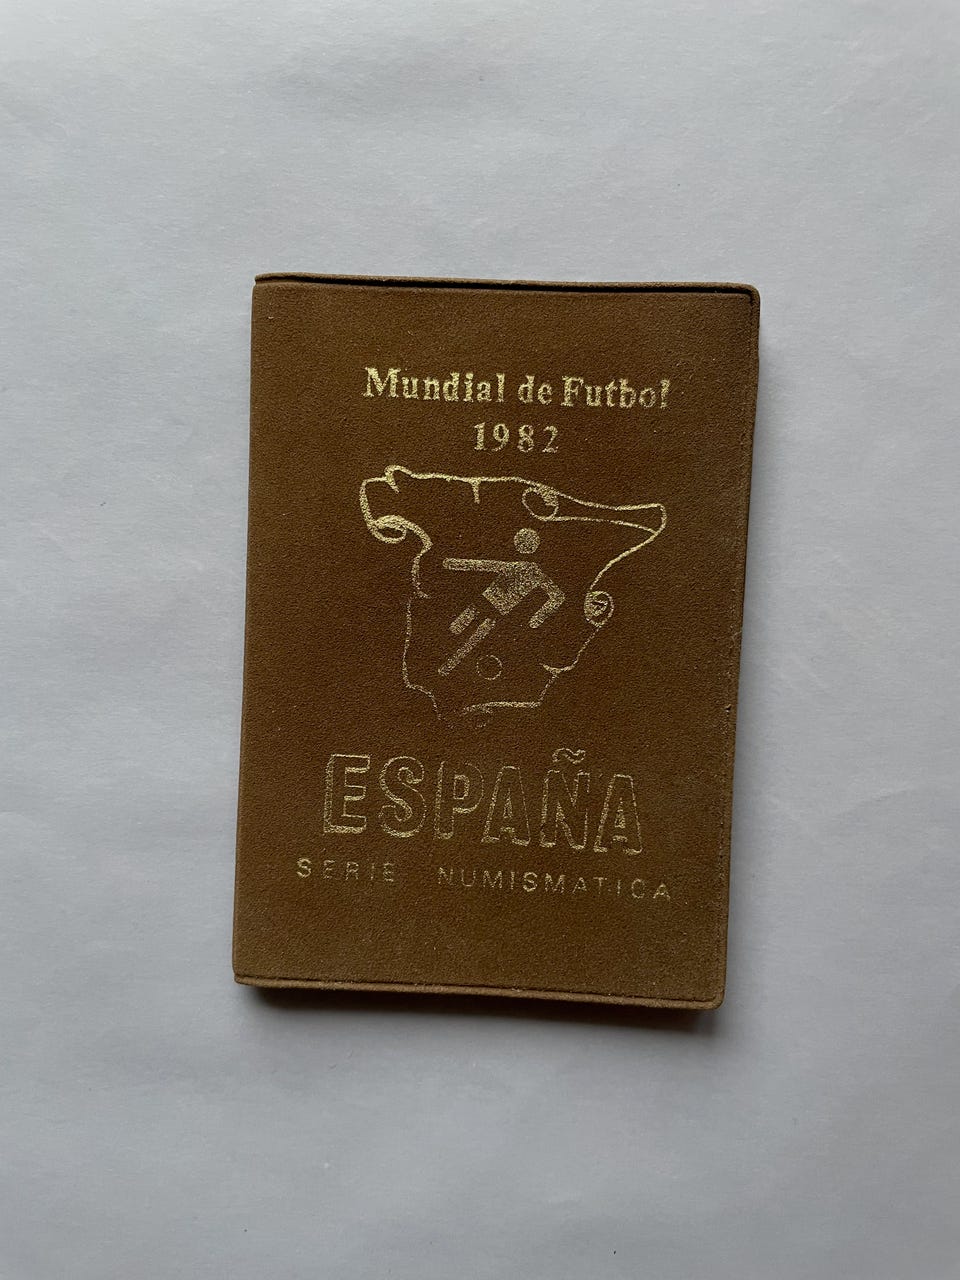 Mundial de Futbol
1982
ESPAÑA
SERIE NUMISMATICA